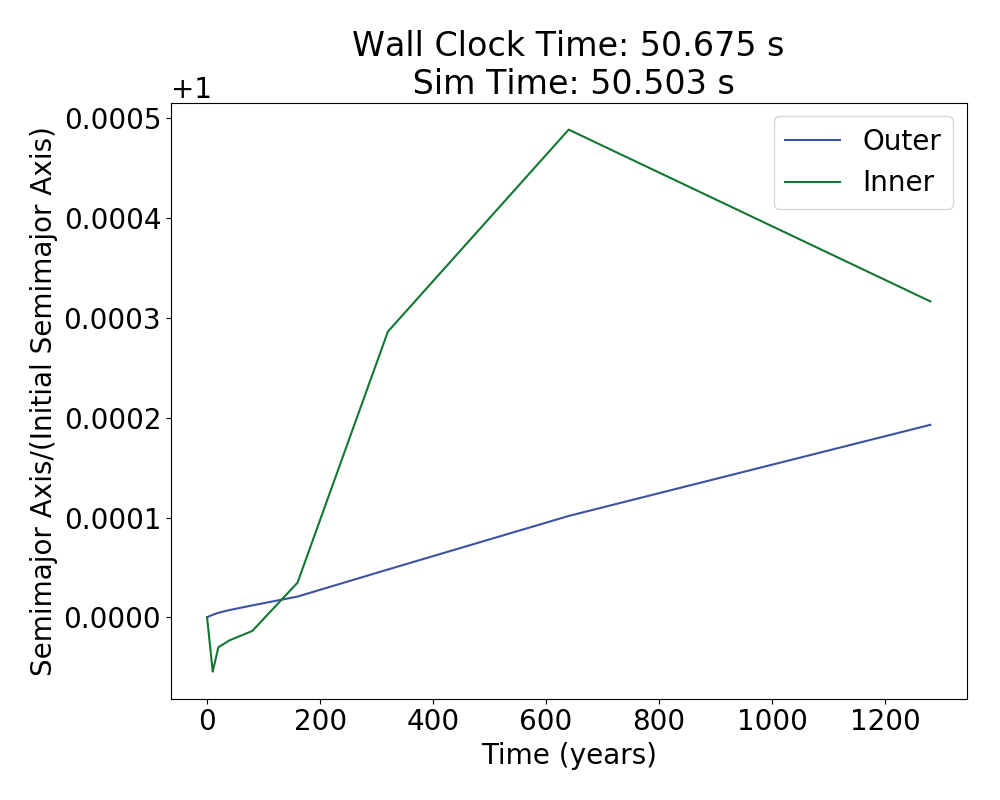 Wall Clock Time: 50.675 s
Sim Time: 50.503 s
+1
0.0005
0.0004
0.0003
0.0002
0.0001
0.0000
Semimajor Axis/(Initial Semimajor Axis)
Outer
Inner
0 200 400 600 800 1000 1200
Time (years)